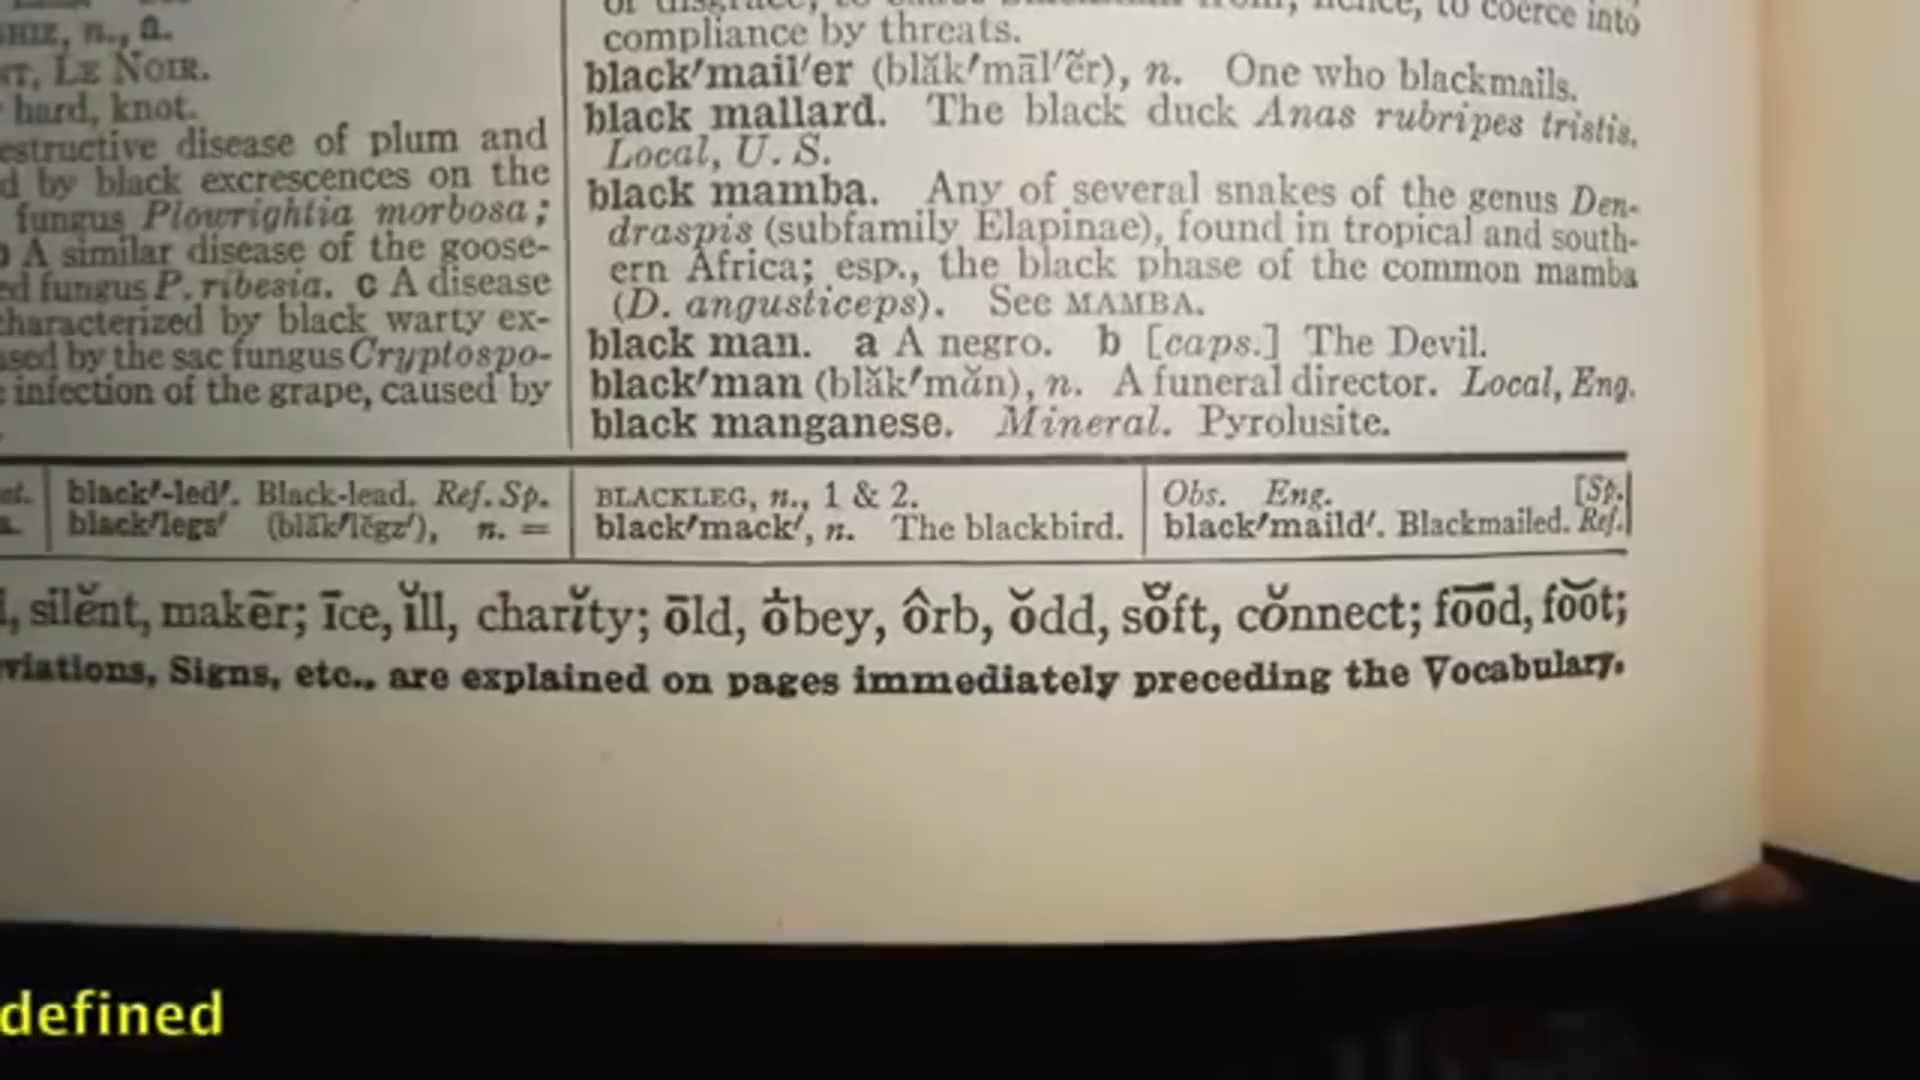 n., a.
LE NOIR.
hard, knot.
estructive disease of plum and
d by black excrescences on the
fungus Plowrightia morbosa;
A similar disease of the goose-
ed fungus P. ribesia. c A disease
characterized by black warty ex-
used by the sac fungus Cryptospo-
e infection of the grape, caused by
compliance by threats.
black′mail′er (blăk′māl′ẽr), n. One who blackmails.
black mallard. The black duck Anas rubripes tristis.
Local, U. S.
black mamba. Any of several snakes of the genus Den-
draspis (subfamily Elapinae), found in tropical and south-
ern Africa; esp., the black phase of the common mamba
(D. angusticeps). See MAMBA.
black man. a A negro. b [caps.] The Devil.
black′man (blăk′măn), n. A funeral director. Local, Eng.
black manganese. Mineral. Pyrolusite.
black′-led′. Black-lead. Ref. Sp.
black′legs′ (blăk′lĕgz′), n. =
BLACKLEG, n., 1 & 2.
black′mack′, n. The blackbird.
Obs. Eng. [Sp.
black′maild′. Blackmailed. Ref.
silĕnt, makẽr; īce, ĭll, charĭty; ōld, ȯbey, ôrb, ŏdd, sŏft, cŏnnect; fo͞od, fo͝ot;
viations, Signs, etc., are explained on pages immediately preceding the Vocabulary.
defined